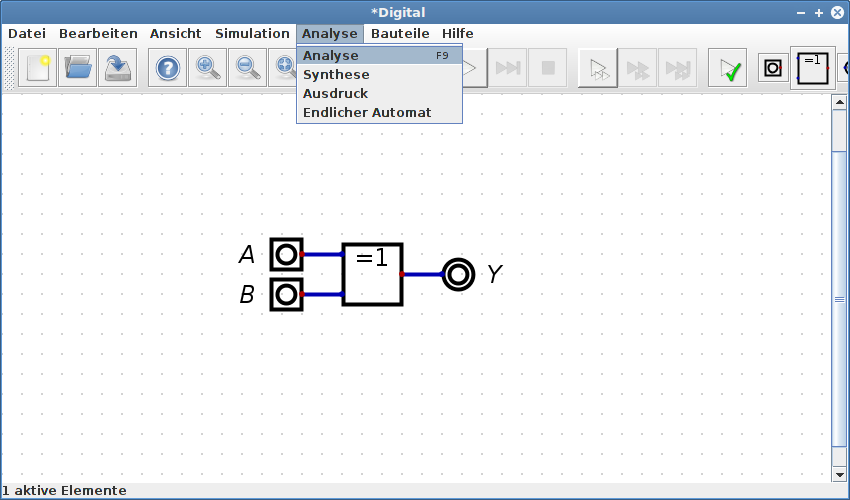 *Digital
Datei Bearbeiten Ansicht Simulation Analyse Bauteile Hilfe
Analyse F9
Synthese
Ausdruck
Endlicher Automat
=1
A
=1
B
Y
1 aktive Elemente